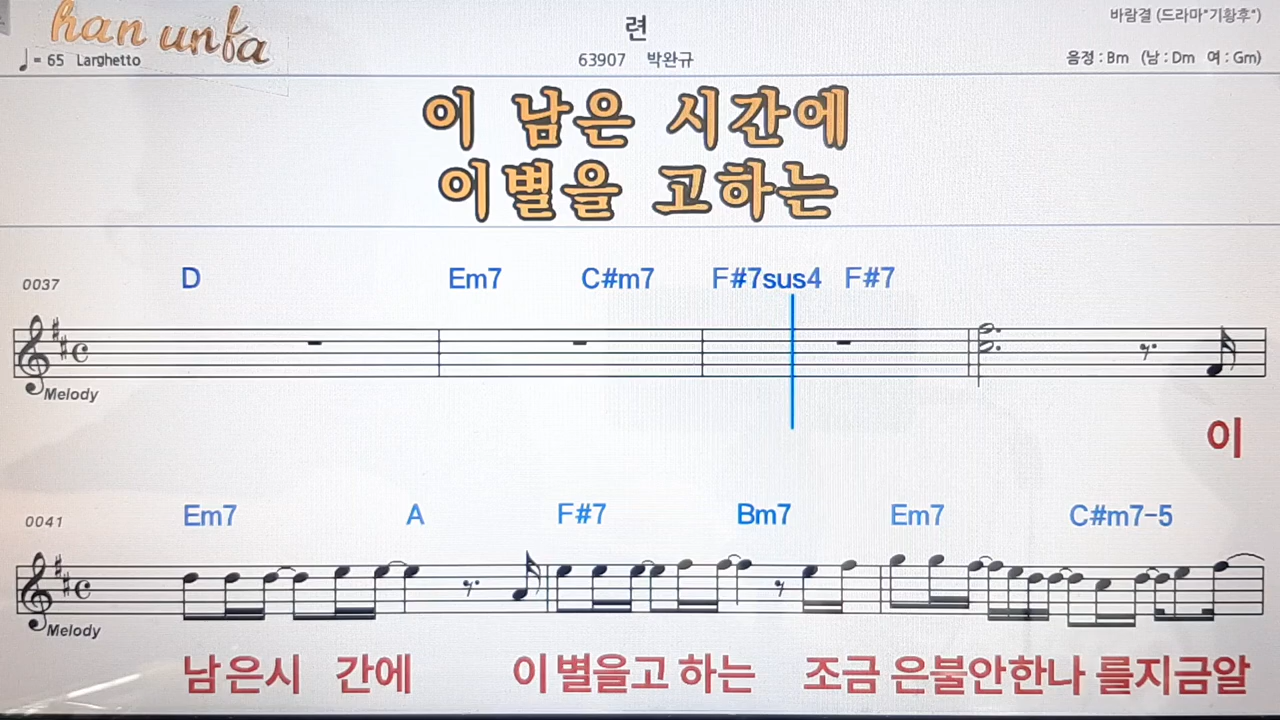 han unfa
련
바람결 (드라마"기황후")
♩= 65 Larghetto
63907 박완규
음정 : Bm (남 : Dm 여 : Gm)
이 남은 시간에
이별을 고하는
0037 D Em7 C#m7 F#7sus4 F#7
Melody
이
0041 Em7 A F#7 Bm7 Em7 C#m7-5
Melody
남은시 간에 이별을고 하는 조금 은불안한나 를지금알